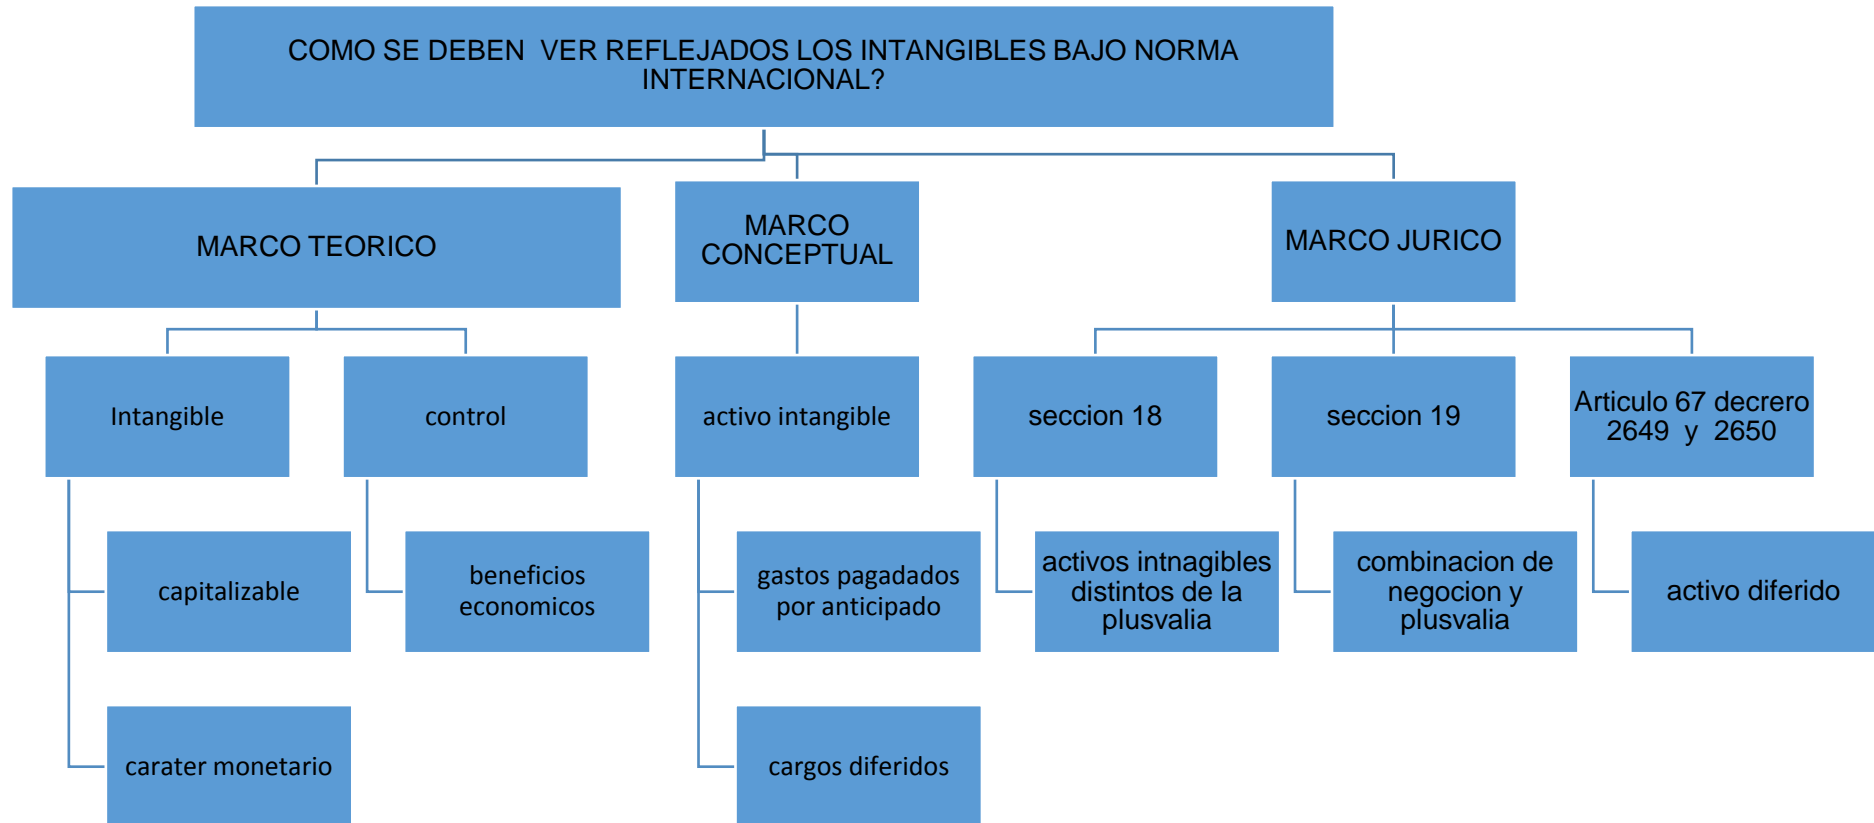 COMO SE DEBEN VER REFLEJADOS LOS INTANGIBLES BAJO NORMA
INTERNACIONAL?
MARCO TEORICO
MARCO
CONCEPTUAL
MARCO JURICO
Intangible
control
activo intangible
seccion 18
seccion 19
Articulo 67 decrero
2649 y 2650
capitalizable
beneficios
economicos
gastos pagadados
por anticipado
activos intnagibles
distintos de la
plusvalia
combinacion de
negocion y
plusvalia
activo diferido
carater monetario
cargos diferidos